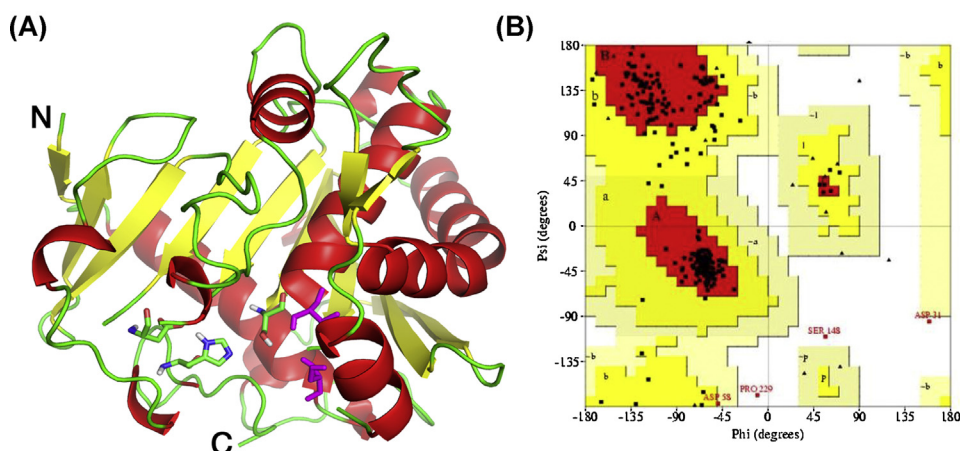 (A)
N
C
(B)
180
135
90
45
0
-45
-90
-135
-180
Psi (degrees)
B
b
~b
~b
b
~l
l
a
A
~a
ASP 31
SER 148
~b
b
~p
p
~b
PRO 229
ASP 58
-180 -135 -90 -45 0 45 90 135 180
Phi (degrees)